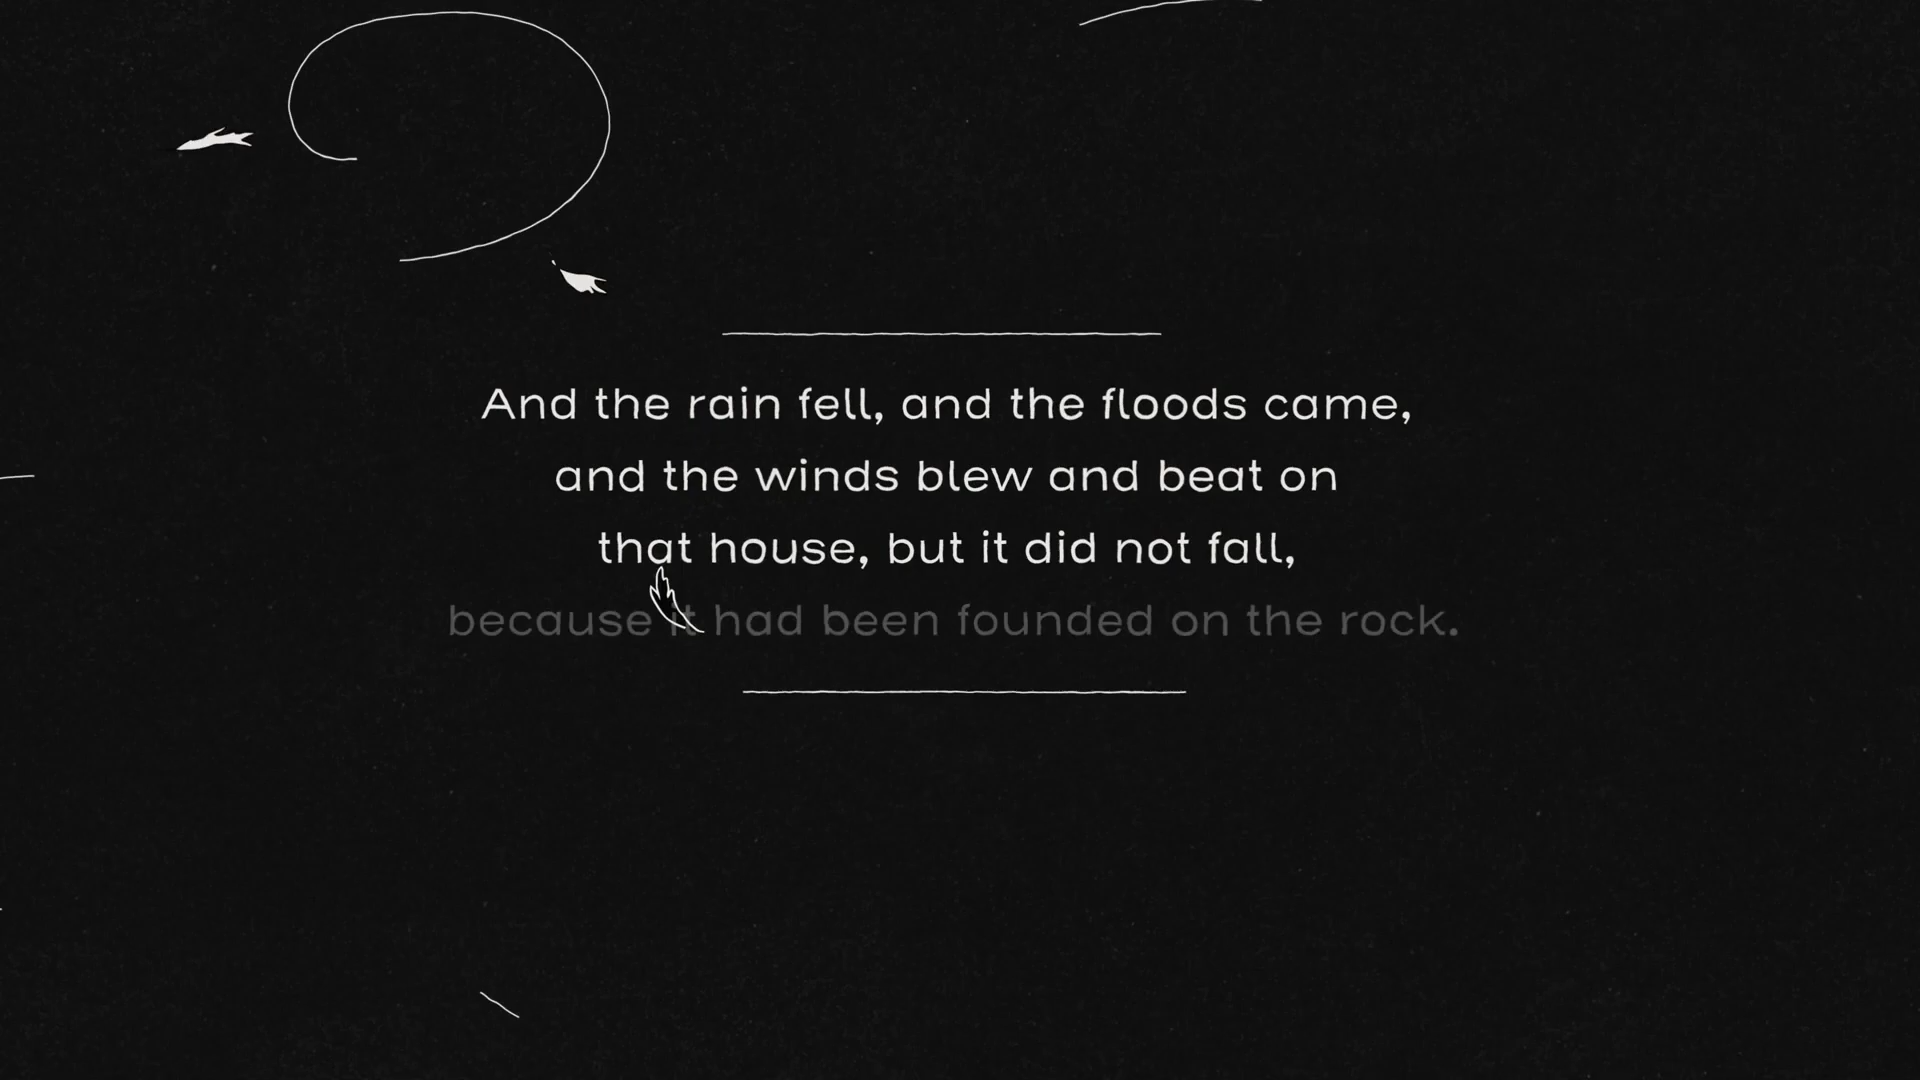 And the rain fell, and the floods came,
and the winds blew and beat on
that house, but it did not fall,
because it had been founded on the rock.